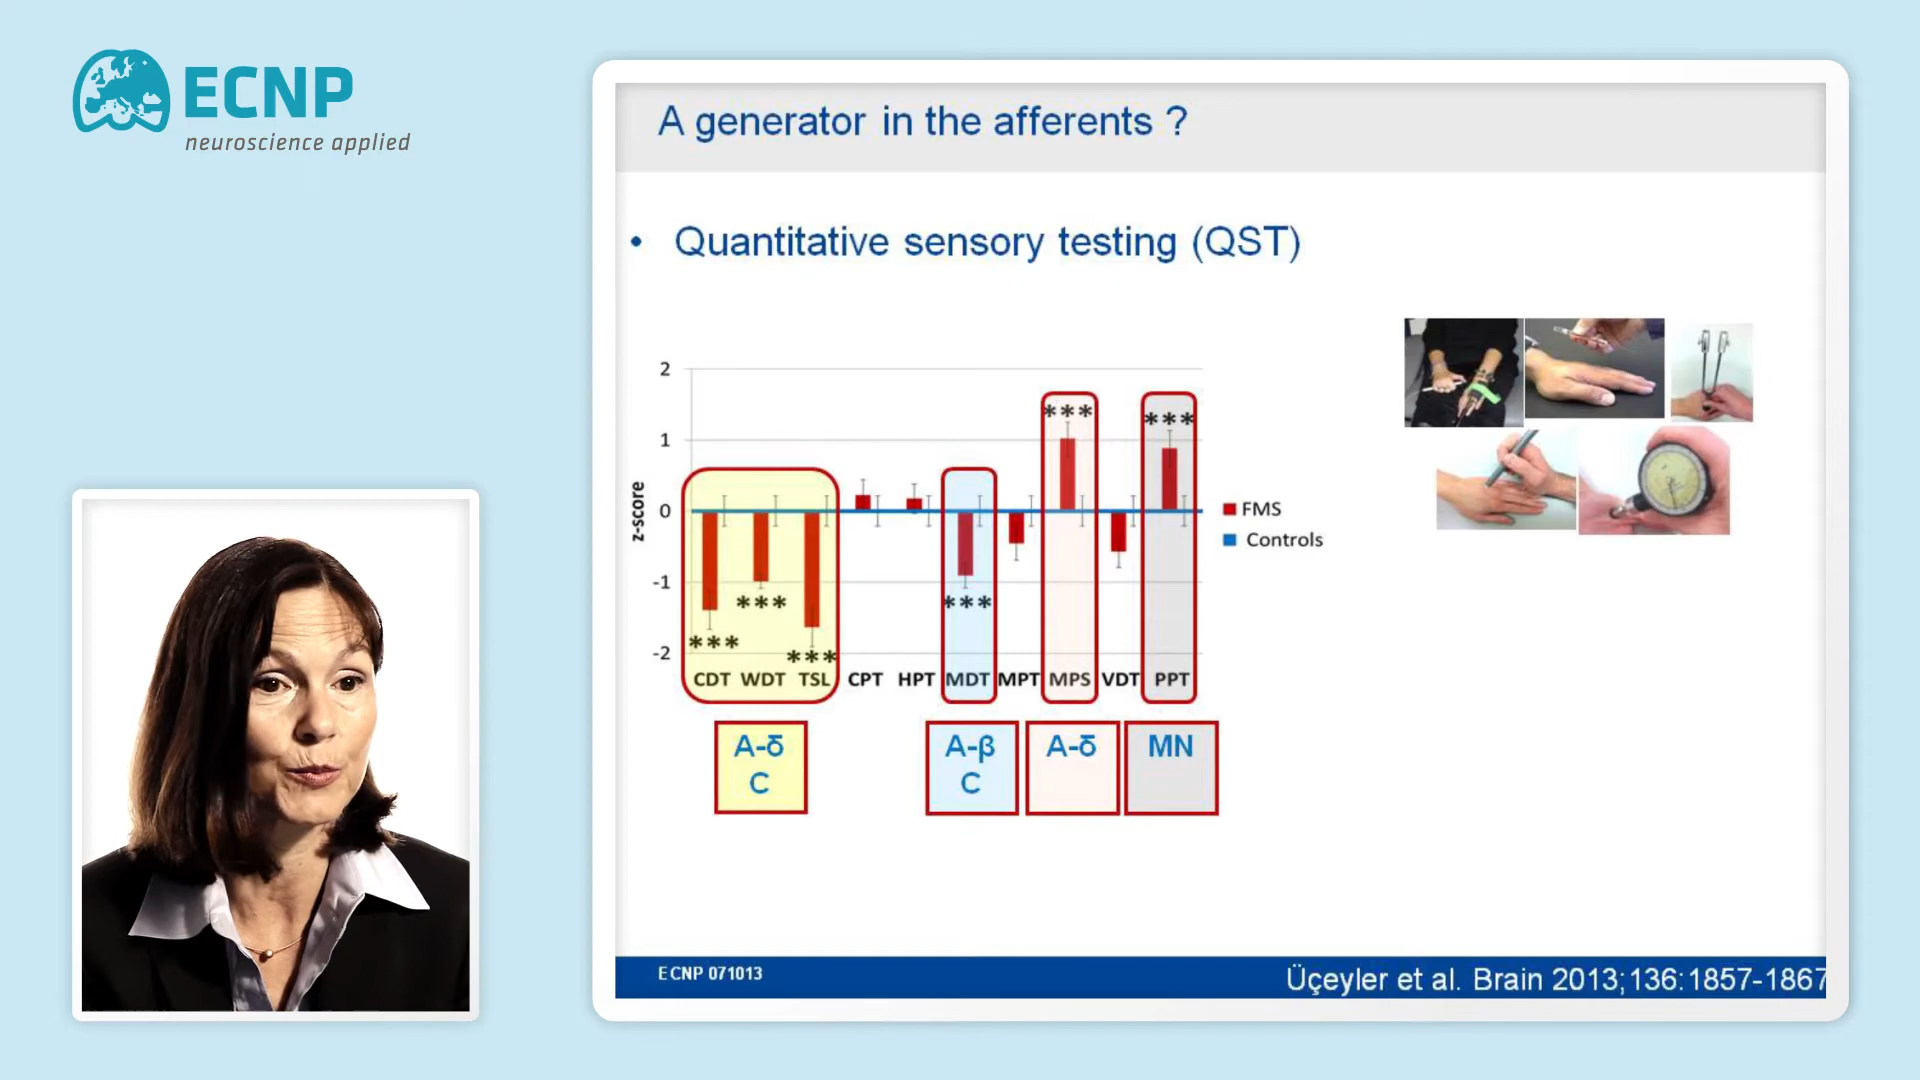 ECNP
neuroscience applied
A generator in the afferents ?
• Quantitative sensory testing (QST)
2
1
0
-1
-2
z-score
*** *** *** *** *** ***
CDT WDT TSL CPT HPT MDT MPT MPS VDT PPT
FMS
Controls
A-δ
C
A-β
C
A-δ
MN
ECNP 071013
Üçeyler et al. Brain 2013;136:1857-1867